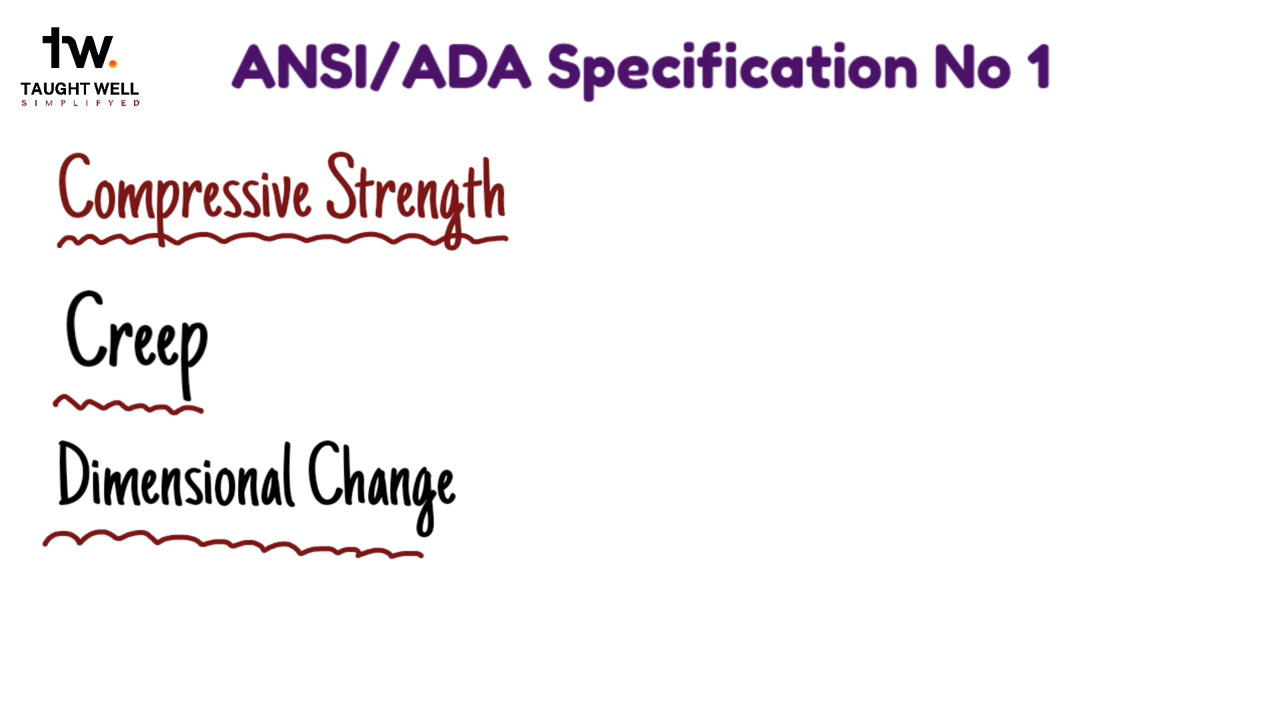 tw.
TAUGHT WELL
SIMPLIFYED
ANSI/ADA Specification No 1
Compressive Strength
Creep
Dimensional Change